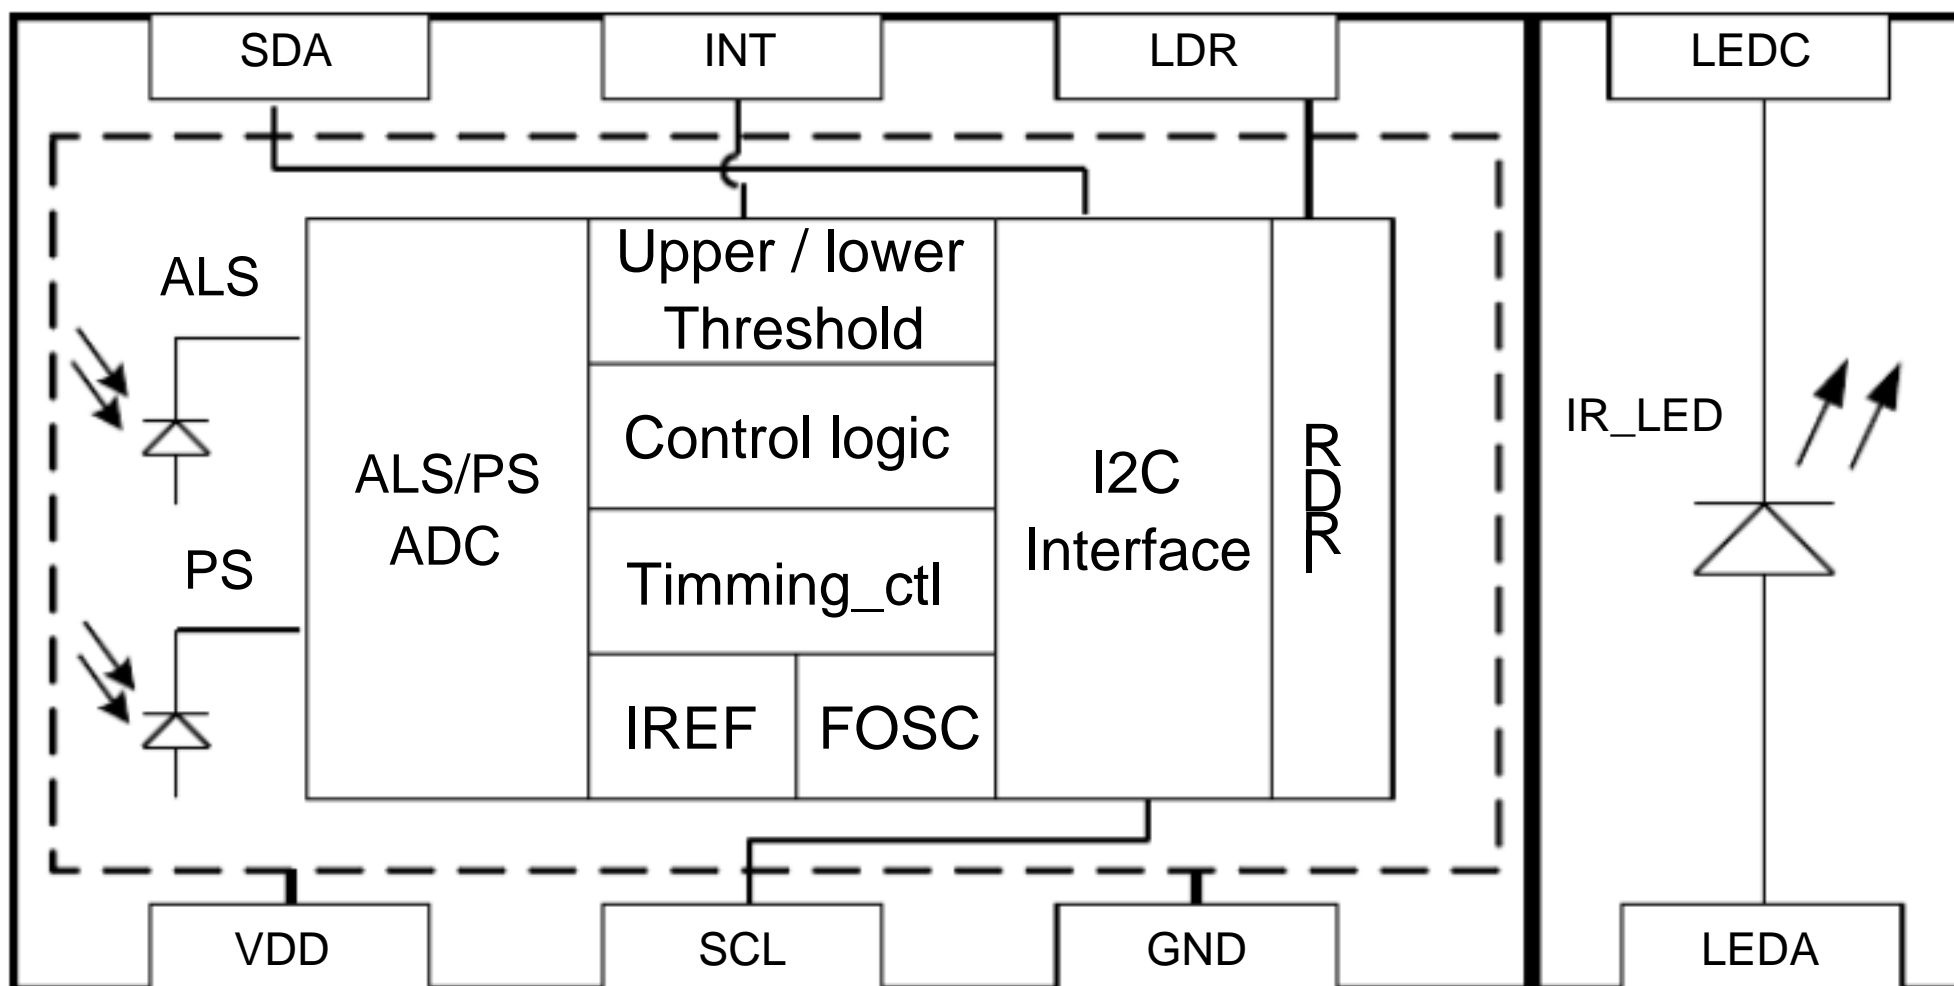 SDA
INT
LDR
LEDC
ALS
Upper / lower
Threshold
Control logic
ALS/PS
ADC
Timming_ctl
IREF
FOSC
I2C
Interface
R
D
R
IR_LED
PS
VDD
SCL
GND
LEDA